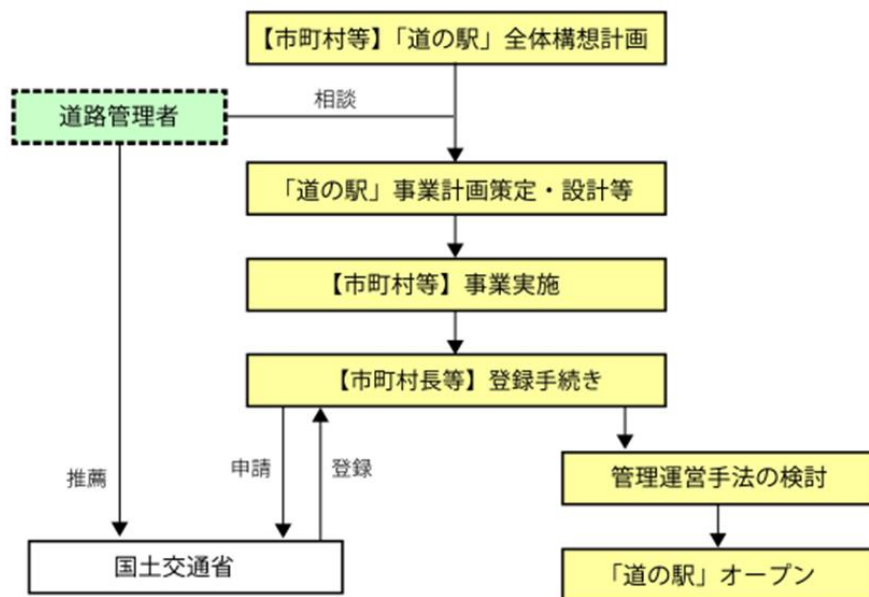 【市町村等】「道の駅」全体構想計画
相談
道路管理者
「道の駅」事業計画策定・設計等
【市町村等】事業実施
【市町村長等】登録手続き
推薦
申請
登録
管理運営手法の検討
国土交通省
「道の駅」オープン